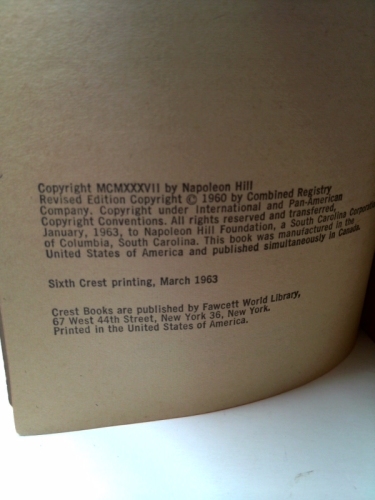 Copyright MCMXXXVII by Napoleon Hill
Revised Edition Copyright © 1960 by Combined Registry
Company. Copyright under International and Pan-American
Copyright Conventions. All rights reserved and transferred,
January, 1963, to Napoleon Hill Foundation, a South Carolina
of Columbia, South Carolina. This book was manufactured in the
United States of America and published simultaneously in Canada.
Sixth Crest printing, March 1963
Crest Books are published by Fawcett World Library,
67 West 44th Street, New York 36, New York.
Printed in the United States of America.